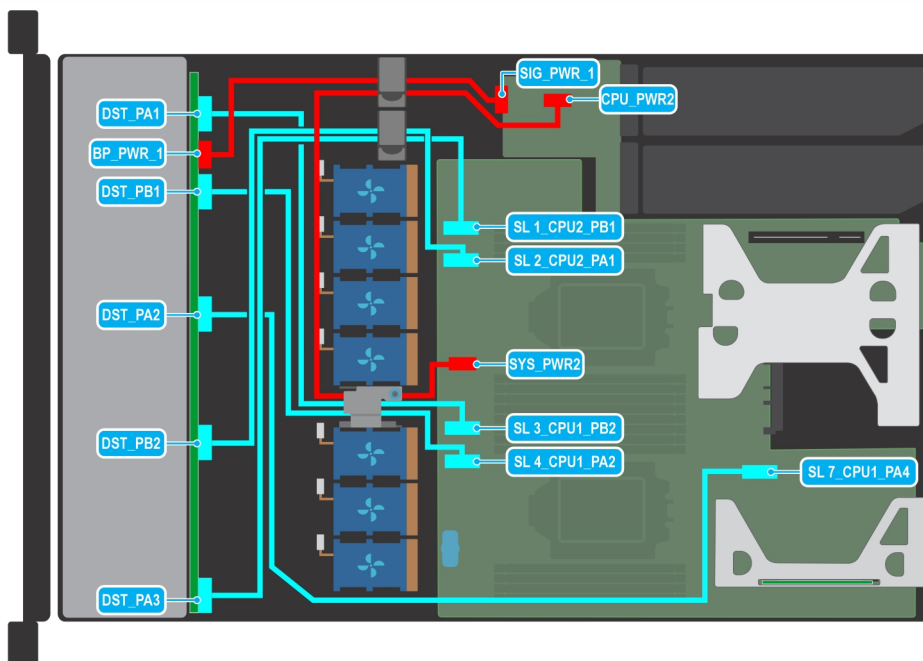 SIG_PWR_1
CPU_PWR2
DST_PA1
BP_PWR_1
DST_PB1
SL 1_CPU2_PB1
SL 2_CPU2_PA1
DST_PA2
SYS_PWR2
SL 3_CPU1_PB2
DST_PB2
SL 4_CPU1_PA2
SL 7_CPU1_PA4
DST_PA3